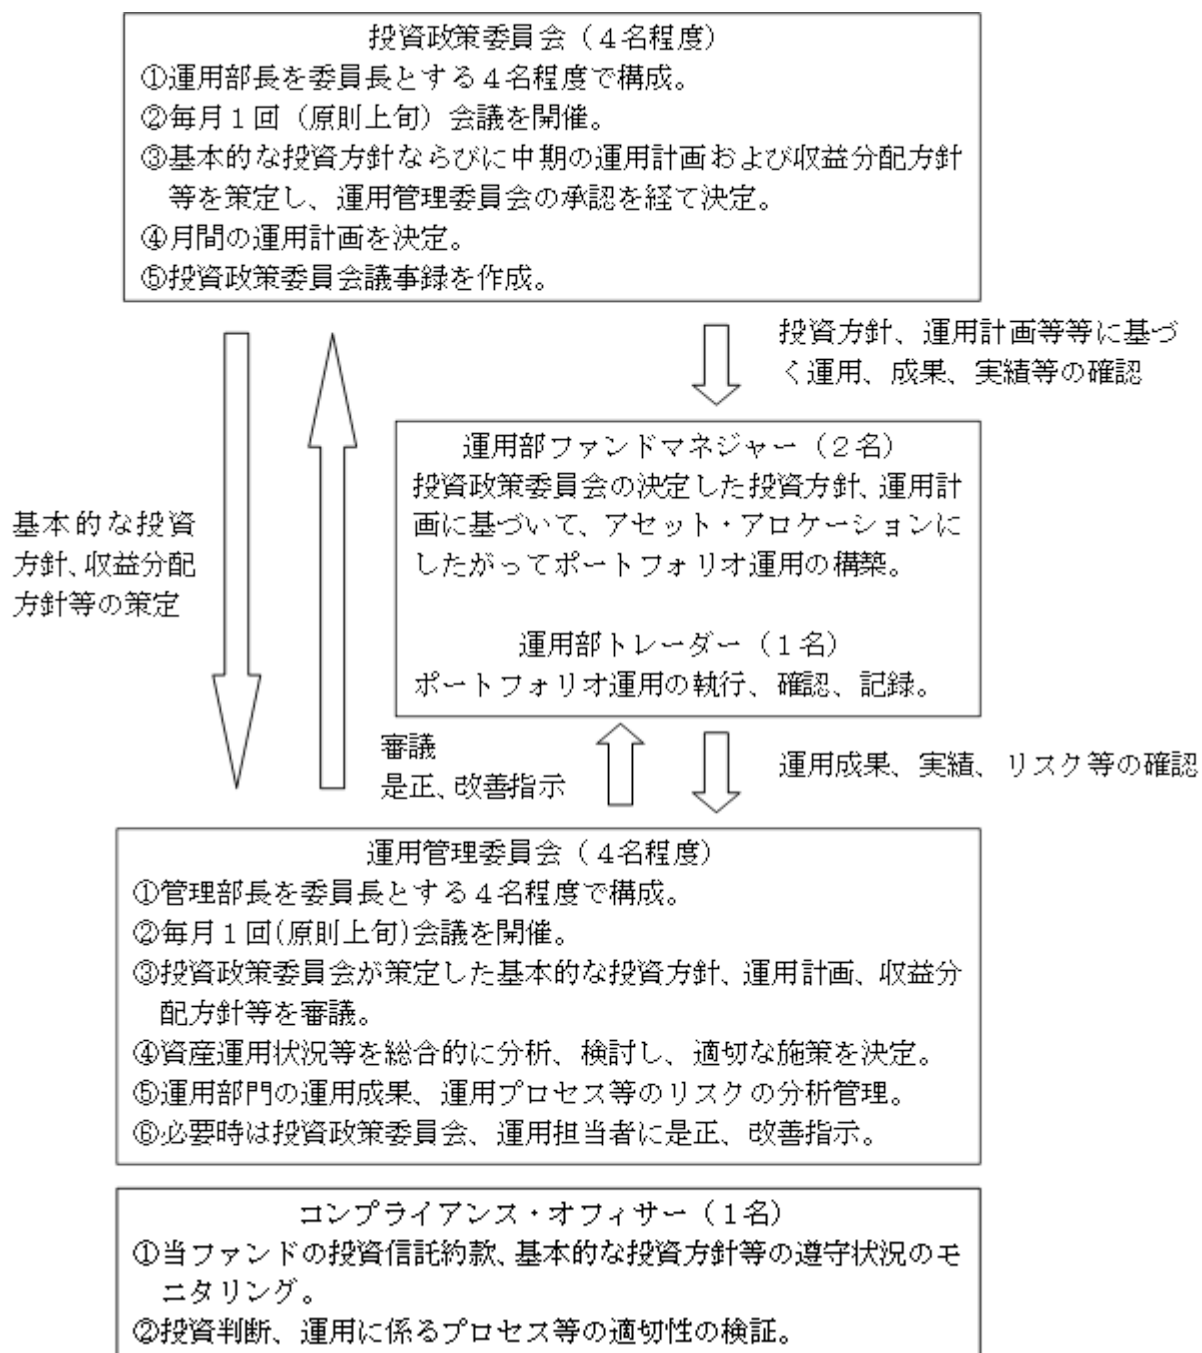 投資政策委員会（４名程度）
①運用部長を委員長とする４名程度で構成。
②毎月１回（原則上旬）会議を開催。
③基本的な投資方針ならびに中期の運用計画および収益分配方針
等を策定し、運用管理委員会の承認を経て決定。
④月間の運用計画を決定。
⑤投資政策委員会議事録を作成。
投資方針、運用計画等等に基づ
く運用、成果、実績等の確認
運用部ファンドマネジャー（２名）
投資政策委員会の決定した投資方針、運用計
画に基づいて、アセット・アロケーションに
したがってポートフォリオ運用の構築。
運用部トレーダー（１名）
ポートフォリオ運用の執行、確認、記録。
基本的な投資
方針、収益分配
方針等の策定
審議
是正、改善指示
運用成果、実績、リスク等の確認
運用管理委員会（４名程度）
①管理部長を委員長とする４名程度で構成。
②毎月１回(原則上旬)会議を開催。
③投資政策委員会が策定した基本的な投資方針、運用計画、収益分
配方針等を審議。
④資産運用状況等を総合的に分析、検討し、適切な施策を決定。
⑤運用部門の運用成果、運用プロセス等のリスクの分析管理。
⑥必要時は投資政策委員会、運用担当者に是正、改善指示。
コンプライアンス・オフィサー（１名）
①当ファンドの投資信託約款、基本的な投資方針等の遵守状況のモ
ニタリング。
②投資判断、運用に係るプロセス等の適切性の検証。